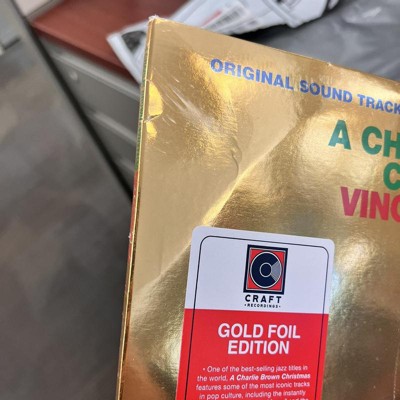 ORIGINAL SOUND TRACK
A CH
C
VINC
CRAFT
RECORDINGS
GOLD FOIL
EDITION
• One of the best-selling jazz titles in
the world, A Charlie Brown Christmas
features some of the most iconic tracks
in pop culture, including the instantly